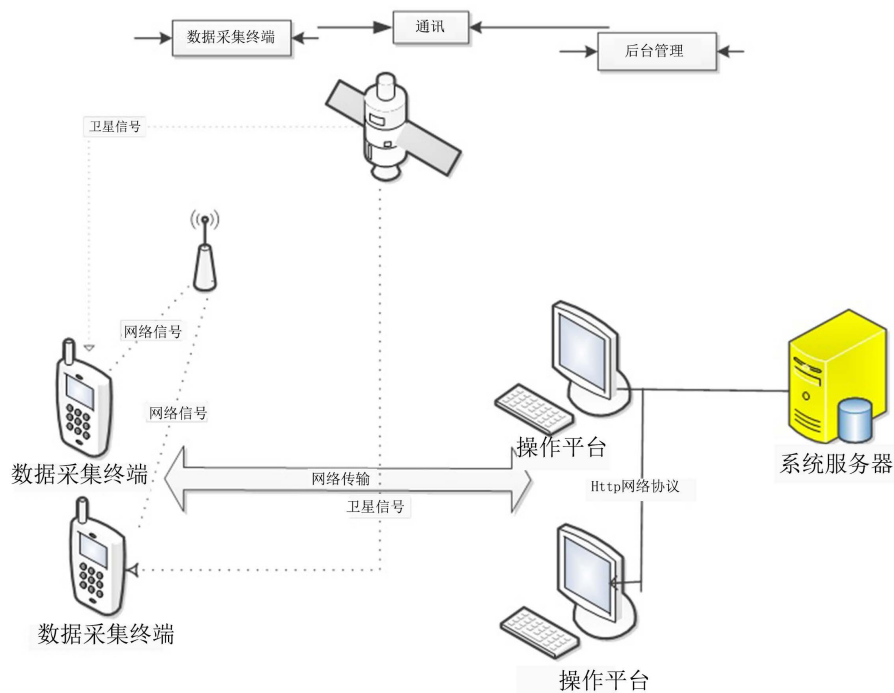 通讯
数据采集终端
后台管理
卫星信号
网络信号
网络信号
操作平台
数据采集终端
网络传输
系统服务器
Http网络协议
卫星信号
数据采集终端
操作平台